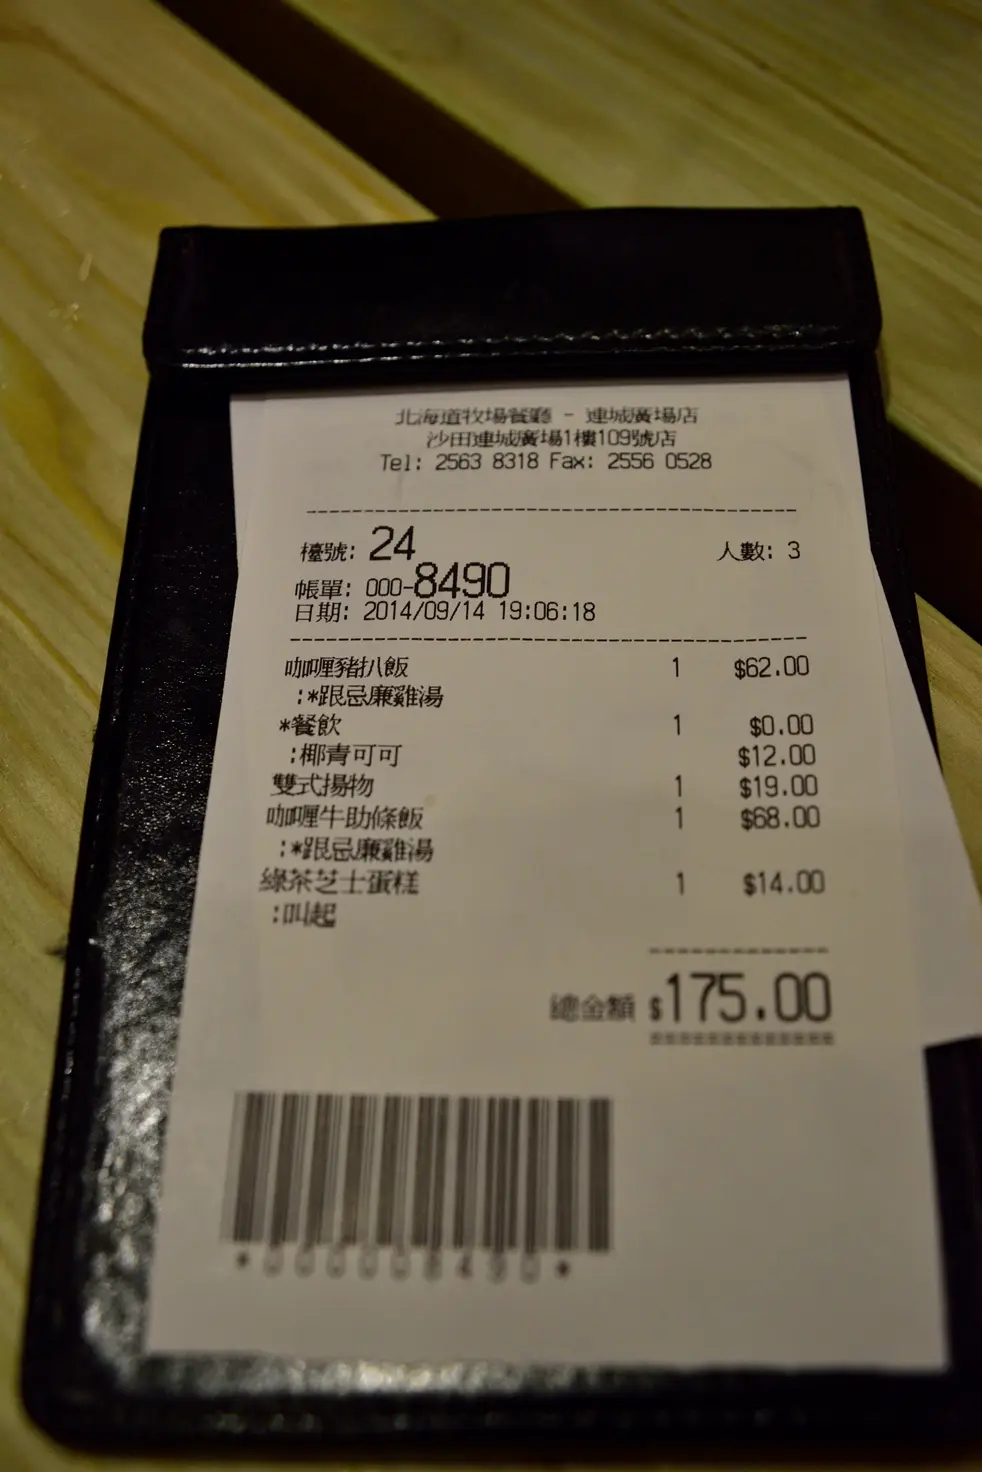 北海道牧場餐廳 - 連城廣場店
沙田連城廣場1樓109號店
Tel: 2563 8318 Fax: 2556 0528
檯號: 24 人數: 3
帳單: 000-8490
日期: 2014/09/14 19:06:18
咖喱豬扒飯 1 $62.00
:*跟忌廉雞湯
*餐飲 1 $0.00
:椰青可可 $12.00
雙式揚物 1 $19.00
咖喱牛肋條飯 1 $68.00
:*跟忌廉雞湯
綠茶芝士蛋糕 1 $14.00
:叫起
總金額 $175.00
*000008490*